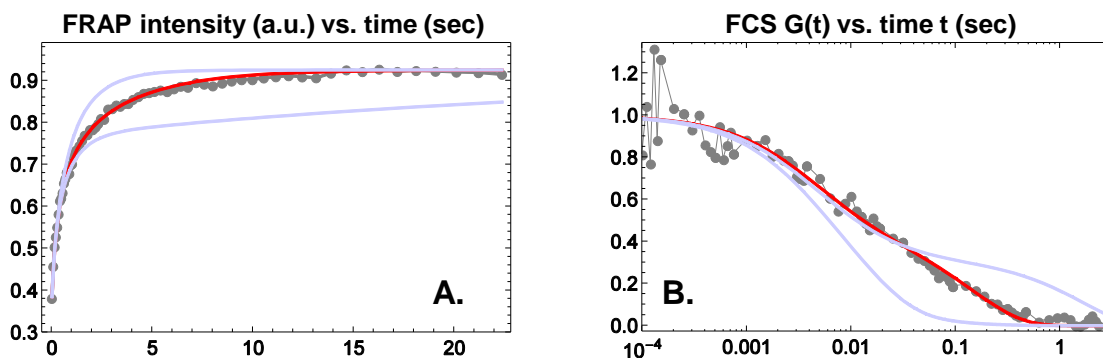 FRAP intensity (a.u.) vs. time (sec)
0.9
0.8
0.7
0.6
0.5
0.4
0.3
0 5 10 15 20
A.
FCS G(t) vs. time t (sec)
1.2
1.0
0.8
0.6
0.4
0.2
0.0
10⁻⁴ 0.001 0.01 0.1 1
B.